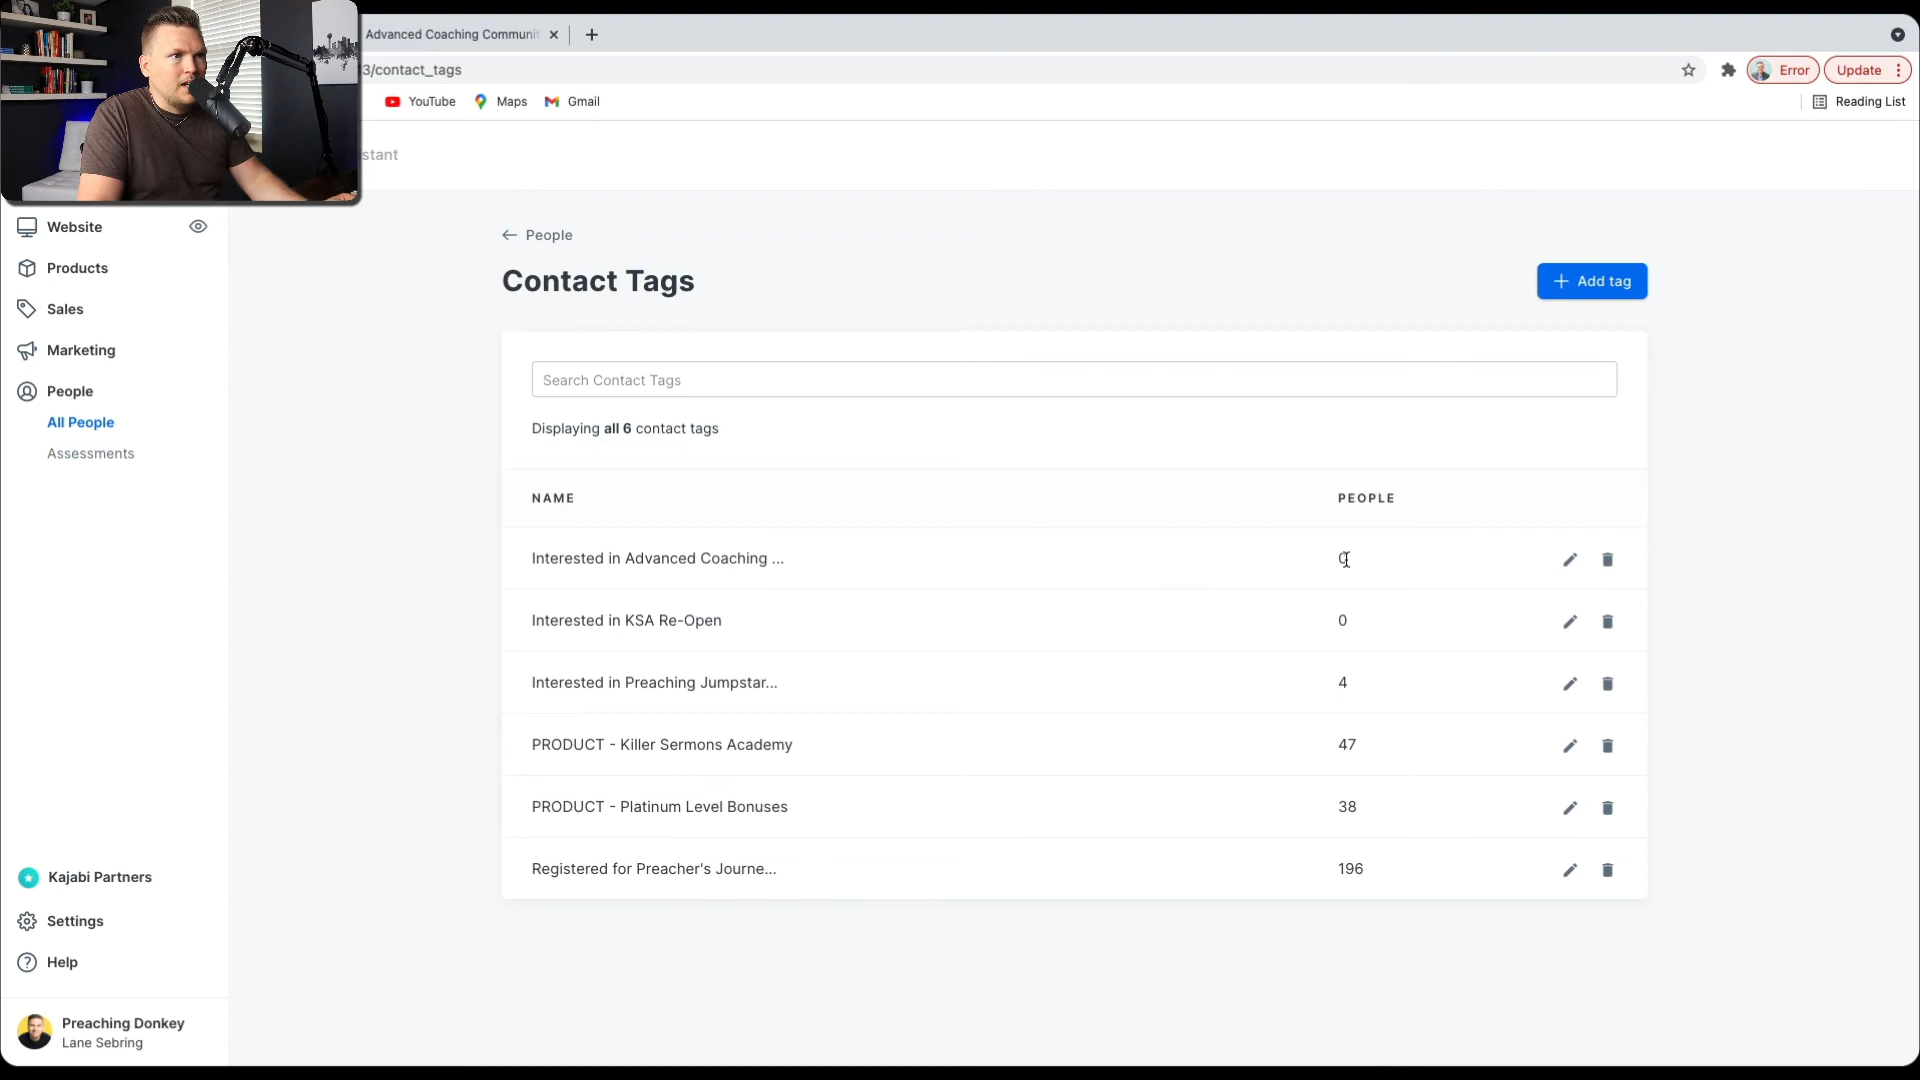 Advanced Coaching Communit
3/contact_tags
Error
Update
YouTube
Maps
Gmail
Reading List
stant
Website
Products
Sales
Marketing
People
All People
Assessments
Kajabi Partners
Settings
Help
Preaching Donkey
Lane Sebring
People
Contact Tags
Add tag
Search Contact Tags
Displaying all 6 contact tags
NAME PEOPLE
Interested in Advanced Coaching ... 0
Interested in KSA Re-Open 0
Interested in Preaching Jumpstar... 4
PRODUCT - Killer Sermons Academy 47
PRODUCT - Platinum Level Bonuses 38
Registered for Preacher's Journe... 196